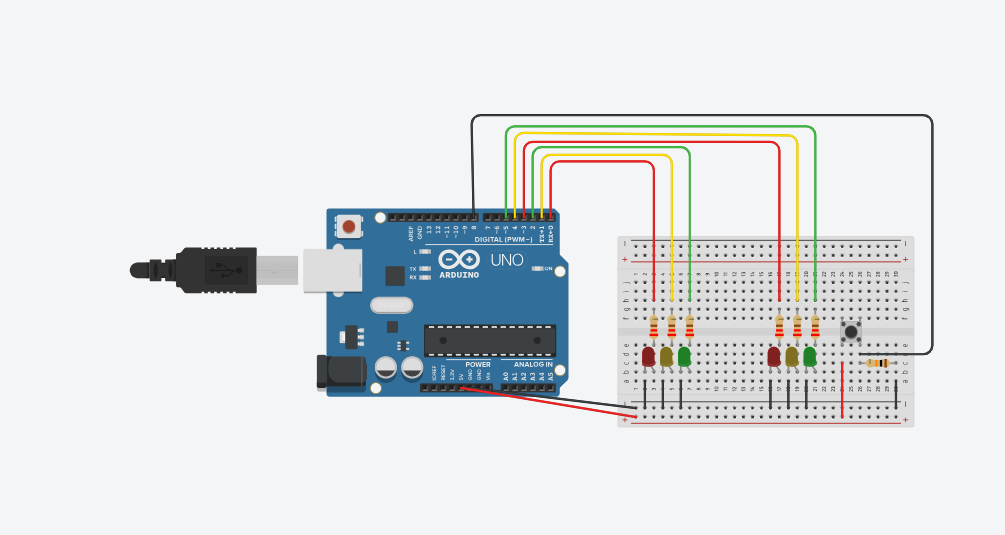 AREF
GND
13
12
~11
~10
~9
8
7
~6
~5
4
~3
2
TX→1
RX←0
DIGITAL (PWM~)
L
TX
RX
ARDUINO
UNO
ON
POWER
ANALOG IN
IOREF
RESET
3.3V
5V
GND
GND
Vin
A0
A1
A2
A3
A4
A5